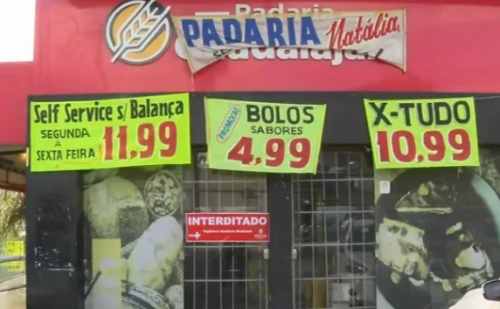 Padaria
PADARIA Natália
Self Service s/ Balança
SEGUNDA
A
SEXTA FEIRA 11,99
PROMOÇÃO
BOLOS
SABORES
4,99
X-TUDO
10,99
INTERDITADO